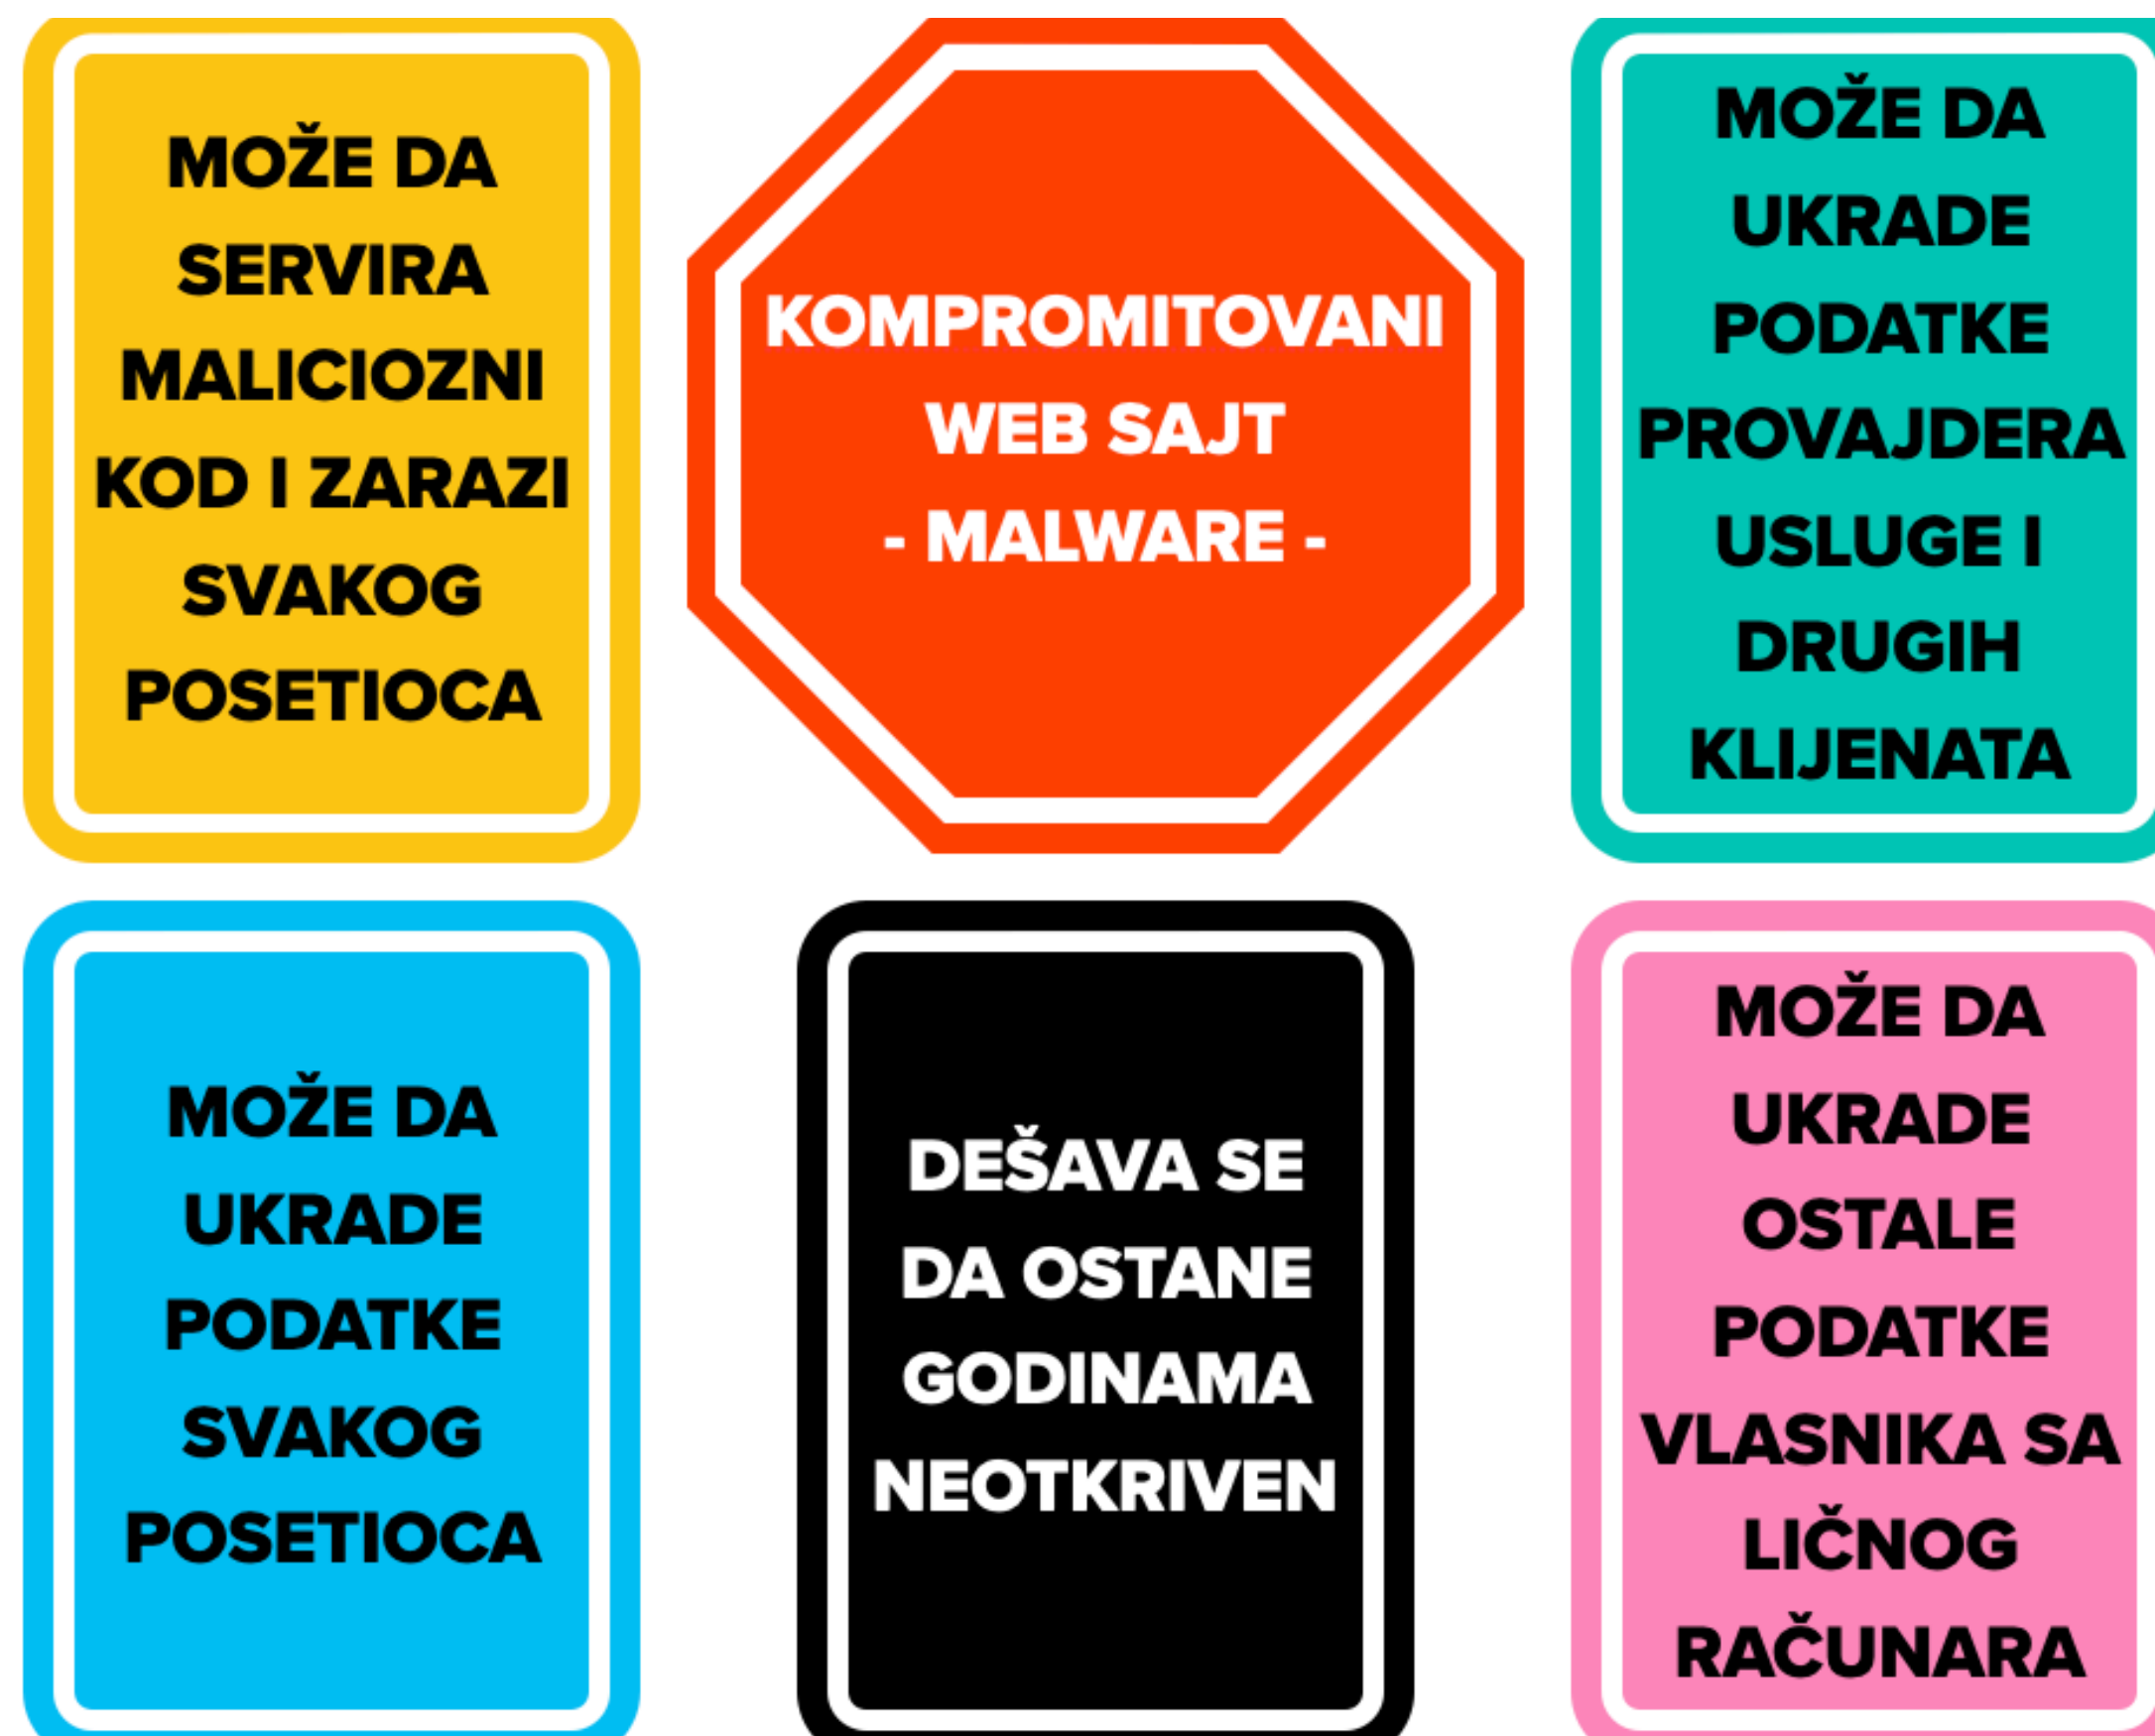 MOŽE DA
SERVIRA
MALICIOZNI
KOD I ZARAZI
SVAKOG
POSETIOCA
KOMPROMITOVANI
WEB SAJT
- MALWARE -
MOŽE DA
UKRADE
PODATKE
PROVAJDERA
USLUGE I
DRUGIH
KLIJENATA
MOŽE DA
UKRADE
PODATKE
SVAKOG
POSETIOCA
DEŠAVA SE
DA OSTANE
GODINAMA
NEOTKRIVEN
MOŽE DA
UKRADE
OSTALE
PODATKE
VLASNIKA SA
LIČNOG
RAČUNARA